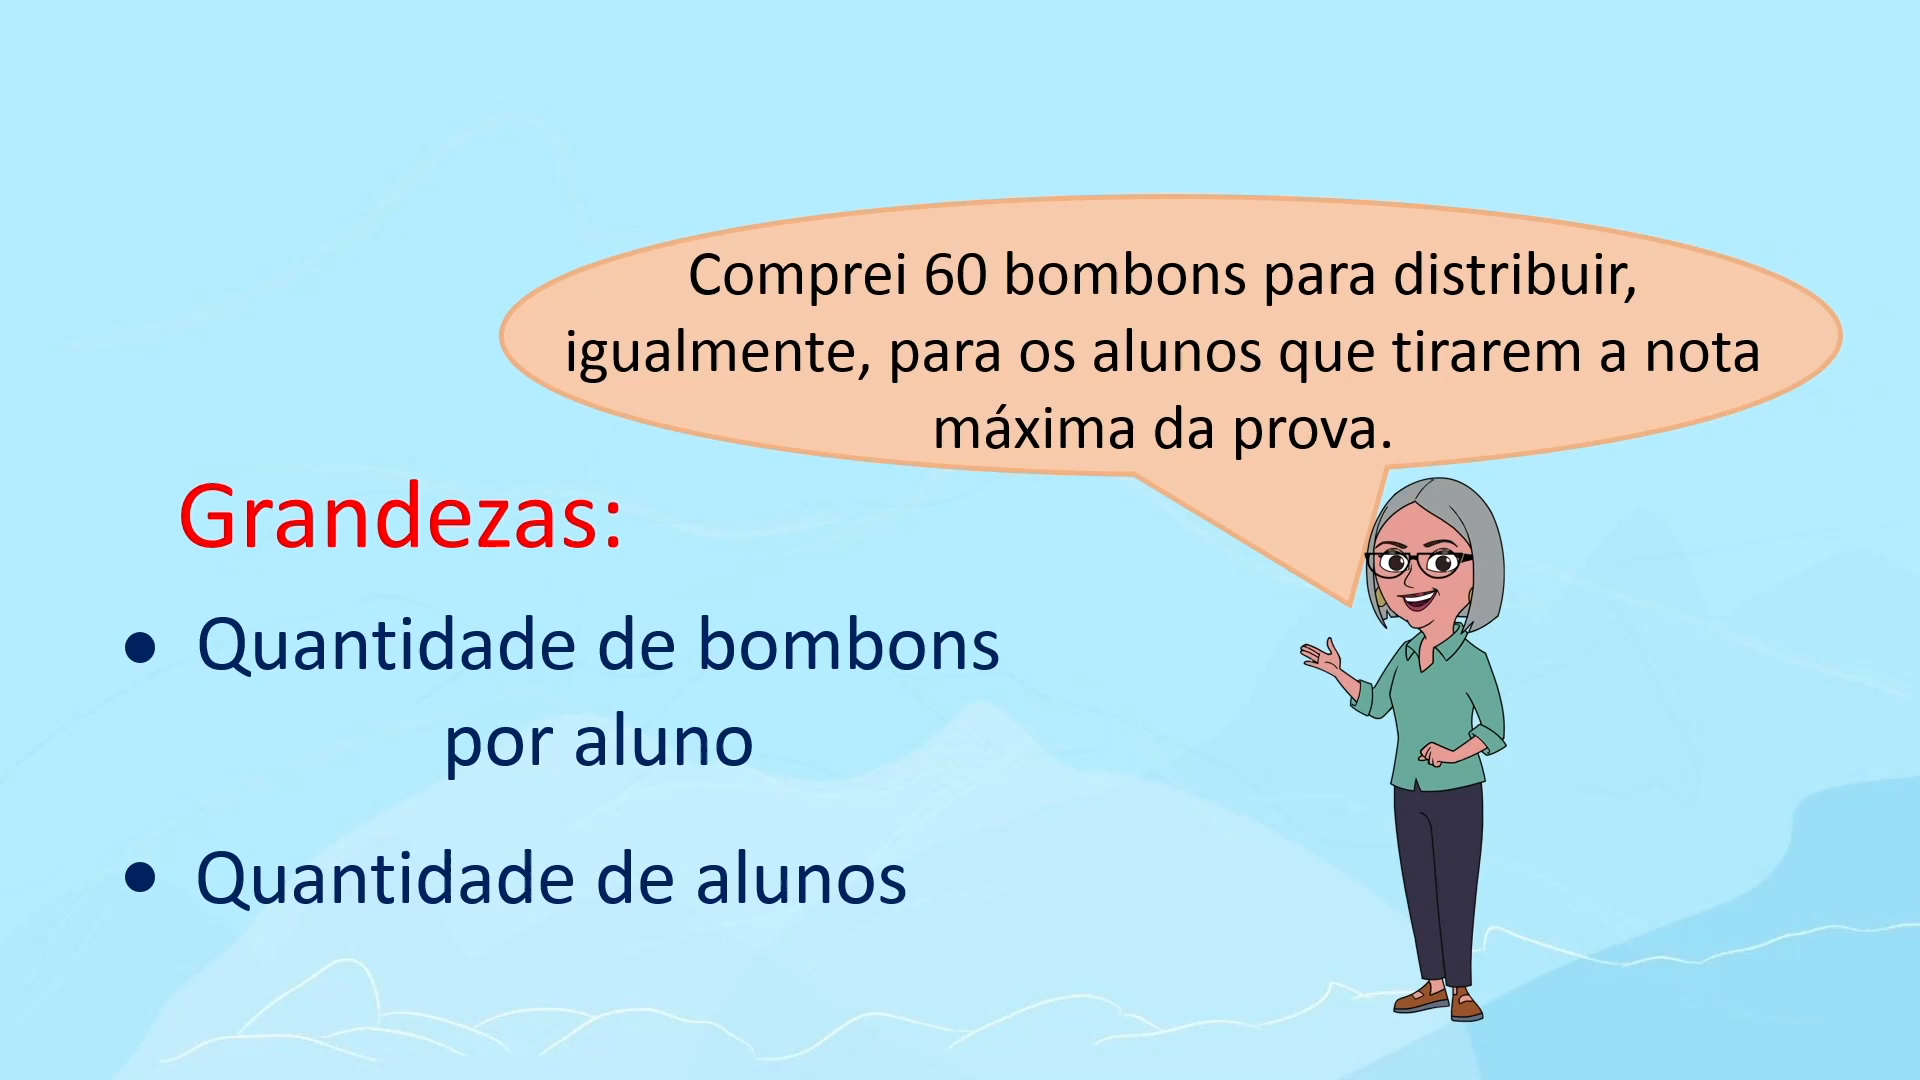 Comprei 60 bombons para distribuir,
igualmente, para os alunos que tirarem a nota
máxima da prova.
Grandezas:
• Quantidade de bombons
por aluno
• Quantidade de alunos